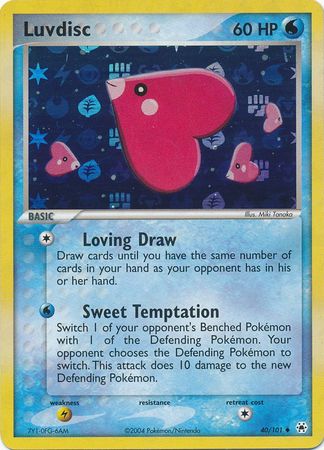 Luvdisc 60 HP
BASIC Illus. Miki Tanaka
Loving Draw
Draw cards until you have the same number
of cards in your hand as your opponent has in
his or her hand.
Sweet Temptation
Switch 1 of your opponent's Benched Pokémon
with 1 of the Defending Pokémon. Your
opponent chooses the Defending Pokémon to
switch. This attack does 10 damage to the new
Defending Pokémon.
weakness resistance retreat cost
7Y1-0FG-6AM ©2004 Pokémon/Nintendo 40/101